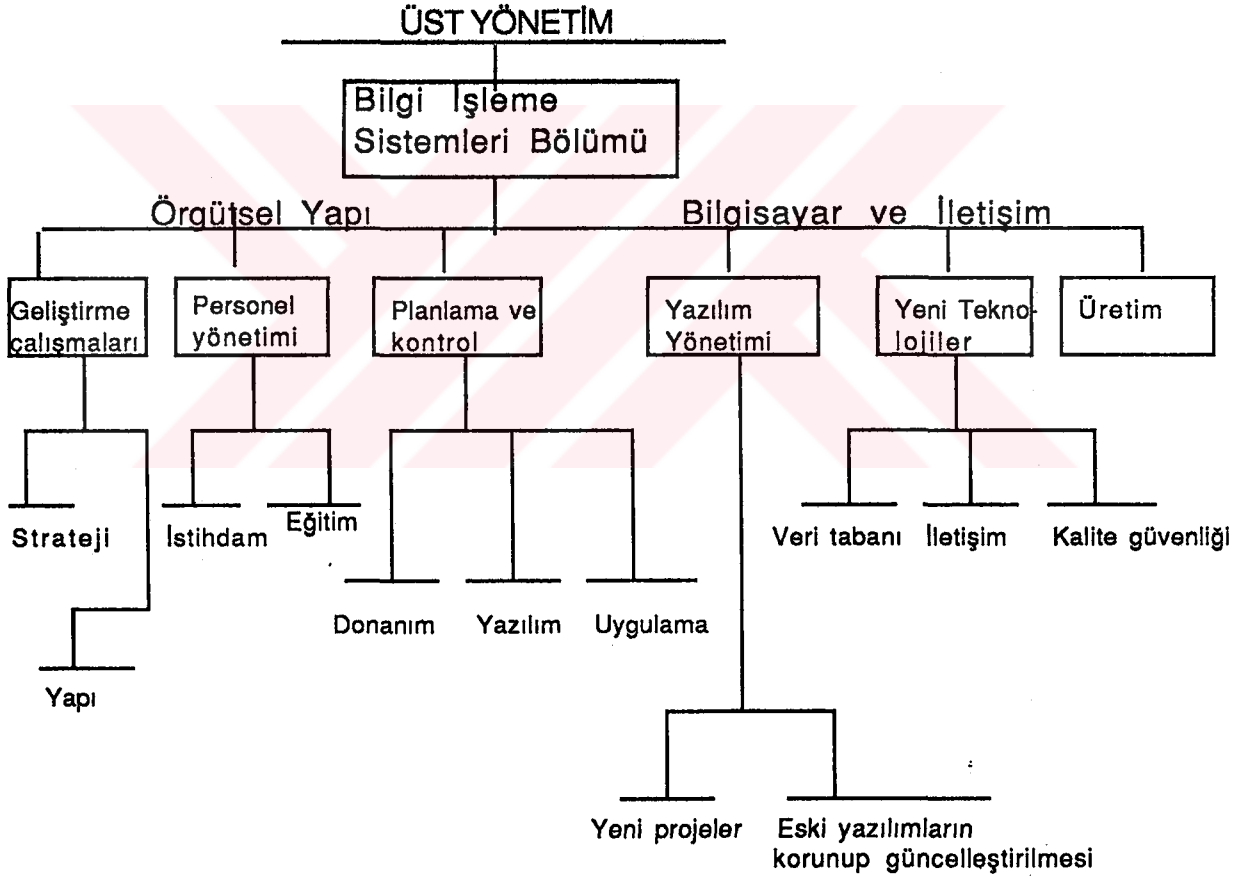 ÜST YÖNETİM
Bilgi İşleme
Sistemleri Bölümü
Örgütsel Yapı
Bilgisayar ve İletişim
Geliştirme
çalışmaları
Personel
yönetimi
Planlama ve
kontrol
Yazılım
Yönetimi
Yeni Tekno-
lojiler
Üretim
Strateji
İstihdam
Eğitim
Veri tabanı
İletişim
Kalite güvenliği
Donanım
Yazılım
Uygulama
Yapı
Yeni projeler
Eski yazılımların
korunup güncelleştirilmesi